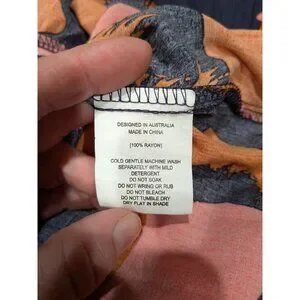 DESIGNED IN AUSTRALIA
MADE IN CHINA
[100% RAYON]
COLD GENTLE MACHINE WASH
SEPARATELY WITH MILD
DETERGENT
DO NOT SOAK
DO NOT WRING OR RUB
DO NOT BLEACH
DO NOT TUMBLE DRY
DRY FLAT IN SHADE